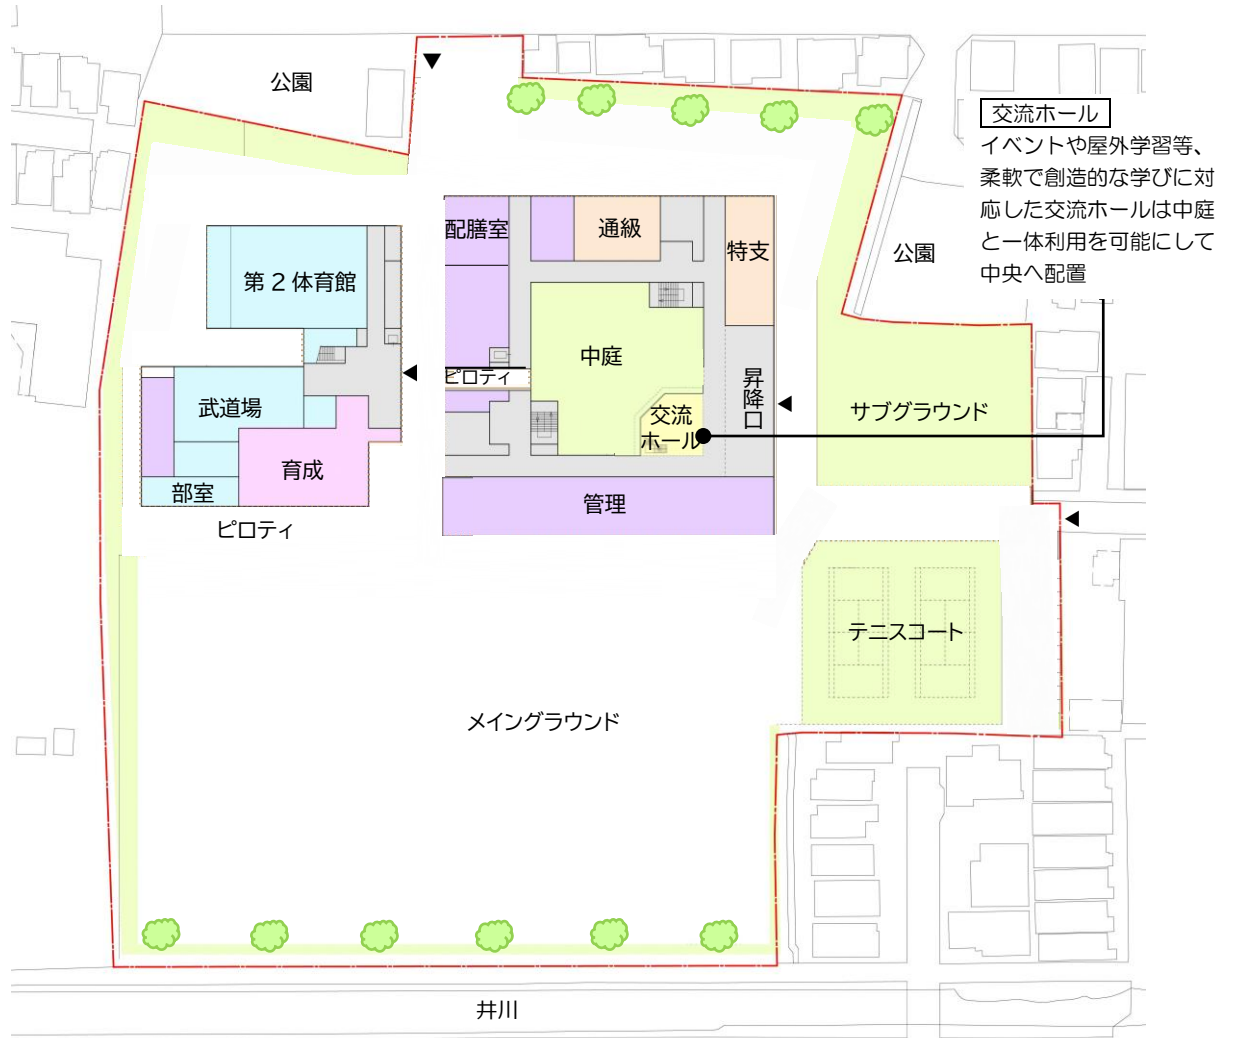 公園
交流ホール
イベントや屋外学習等、
柔軟で創造的な学びに対
応した交流ホールは中庭
と一体利用を可能にして
中央へ配置
配膳室
通級
特支
公園
第2体育館
中庭
ピロティ
昇降口
武道場
交流
ホール
サブグラウンド
育成
部室
管理
ピロティ
テニスコート
メイングラウンド
井川